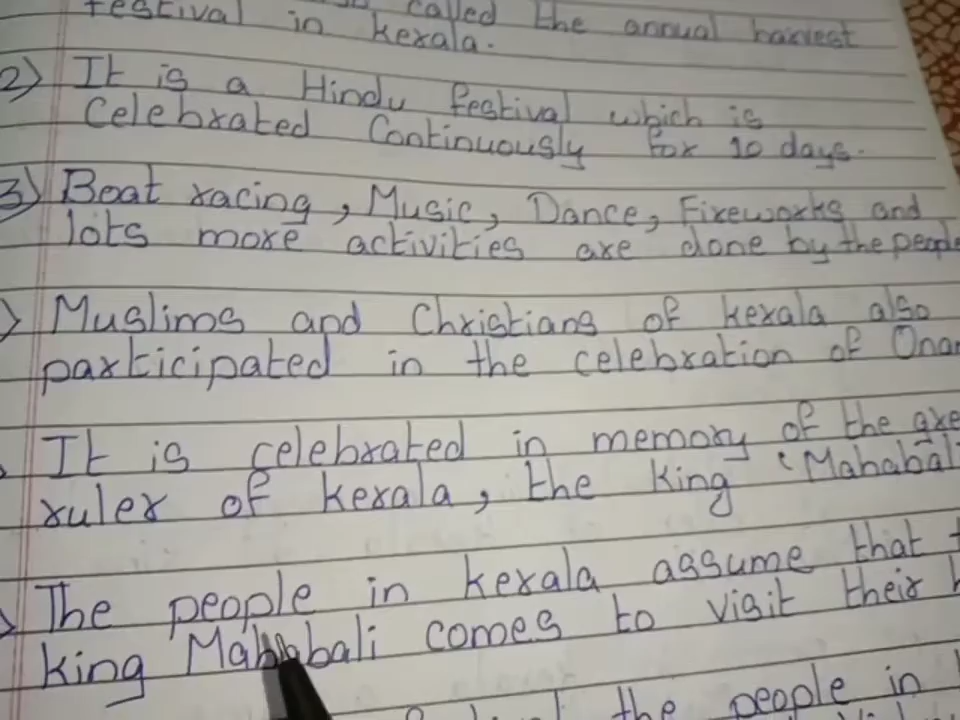 festival in Kerala. called the annual harvest
2) It is a Hindu festival which is
Celebrated Continuously for 10 days.
3) Boat racing, Music, Dance, Fireworks and
lots more activities are done by the people
Muslims and Christians of Kerala also
participated in the celebration of Onam
It is celebrated in memory of the
ruler of Kerala, the King 'Mahabali
The people in Kerala assume that
King Mahabali comes to visit their
the people in